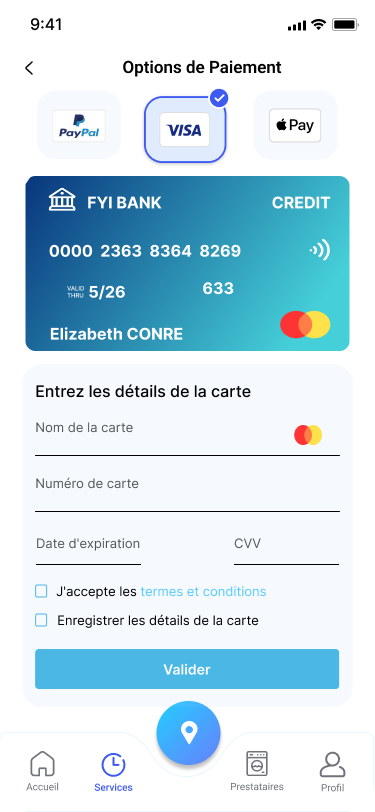 9:41
Options de Paiement
PayPal
VISA
Pay
FYI BANK
CREDIT
0000 2363 8364 8269
VALID
THRU
5/26
633
Elizabeth CONRE
Entrez les détails de la carte
Nom de la carte
Numéro de carte
Date d'expiration
CVV
J'accepte les termes et conditions
Enregistrer les détails de la carte
Valider
Accueil
Services
Prestataires
Profil